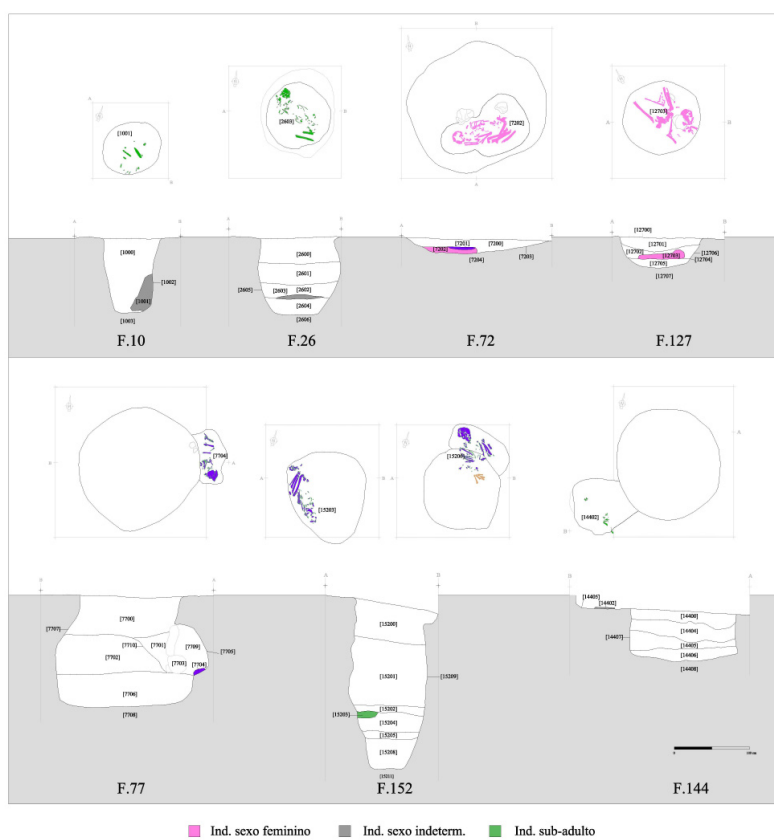 A
B
A
B
A
B
A
B
[1001]
[2603]
[7202]
[12703]
A
B
A
B
A
B
A
B
[1000]
[1002]
[1001]
[1003]
[2600]
[2601]
[2605]
[2603]
[2602]
[2604]
[2606]
[7201]
[7200]
[7202]
[7204]
[7203]
[12700]
[12701]
[12702]
[12706]
[12703]
[12704]
[12705]
[12707]
F.10
F.26
F.72
F.127
A
[7704]
A
B
[15203]
A
B
A
[14402]
B
A
B
A
B
A
[7700]
[7707]
[7710]
[7701]
[7709]
[7705]
[7702]
[7703]
[7704]
[7706]
[7708]
[15200]
[15201]
[15209]
[15202]
[15203]
[15204]
[15205]
[15208]
[14402]
[14400]
[14407]
[14404]
[14405]
[14406]
[14408]
0
F.77
F.152
F.144
Ind. sexo feminino
Ind. sexo indeterm.
Ind. sub-adulto